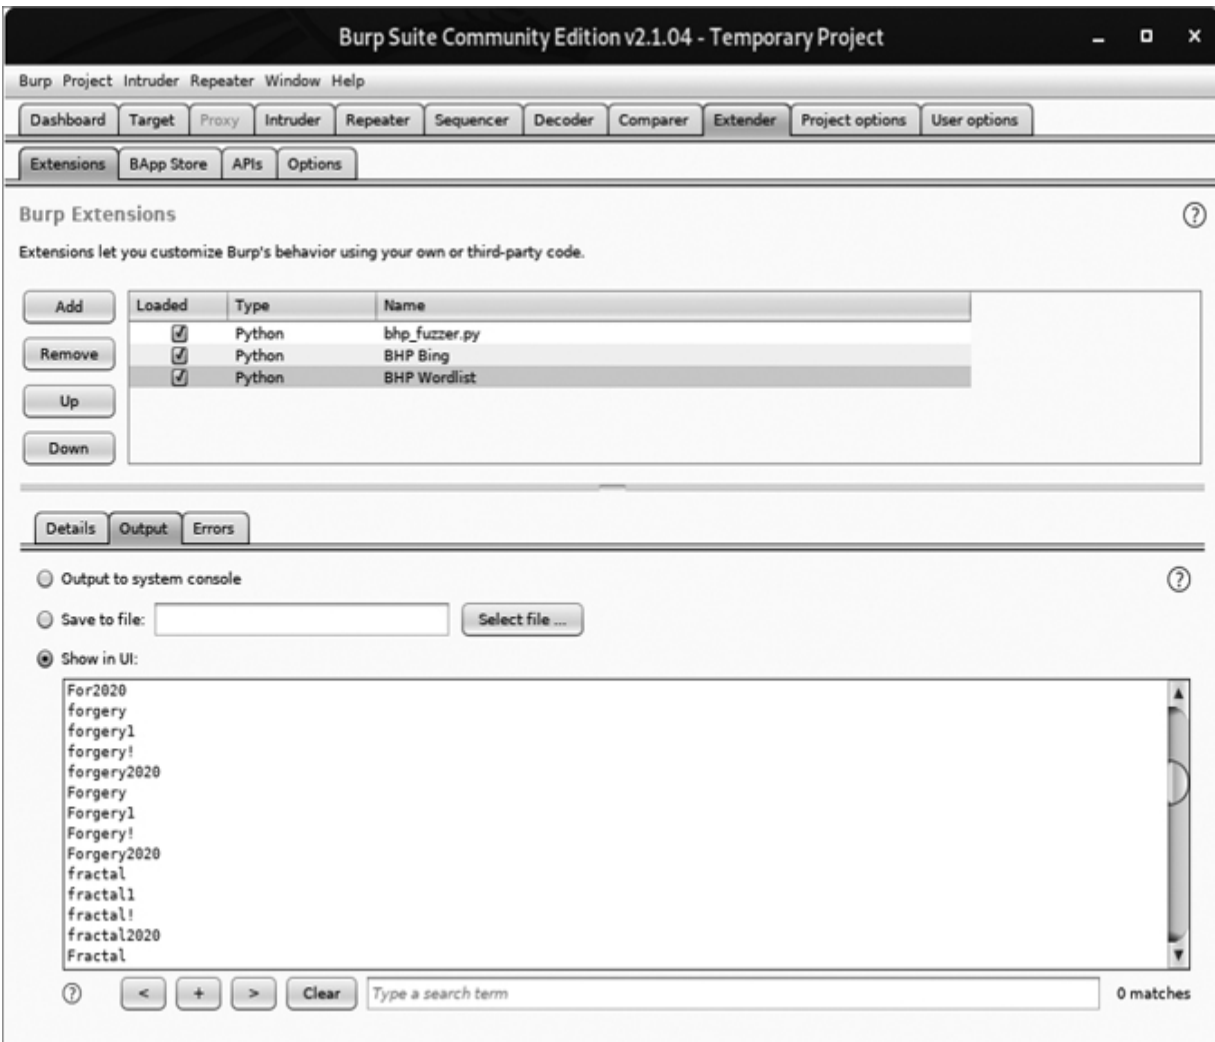 Burp Suite Community Edition v2.1.04 - Temporary Project
Burp Project Intruder Repeater Window Help
Dashboard Target Proxy Intruder Repeater Sequencer Decoder Comparer Extender Project options User options
Extensions BApp Store APIs Options
Burp Extensions
?
Extensions let you customize Burp's behavior using your own or third-party code.
Add
Remove
Up
Down
Loaded Type Name
Python bhp_fuzzer.py
Python BHP Bing
Python BHP Wordlist
Details Output Errors
Output to system console
?
Save to file: Select file ...
Show in UI:
For2020
forgery
forgery1
forgery!
forgery2020
Forgery
Forgery1
Forgery!
Forgery2020
fractal
fractal1
fractal!
fractal2020
Fractal
? < + > Clear Type a search term 0 matches